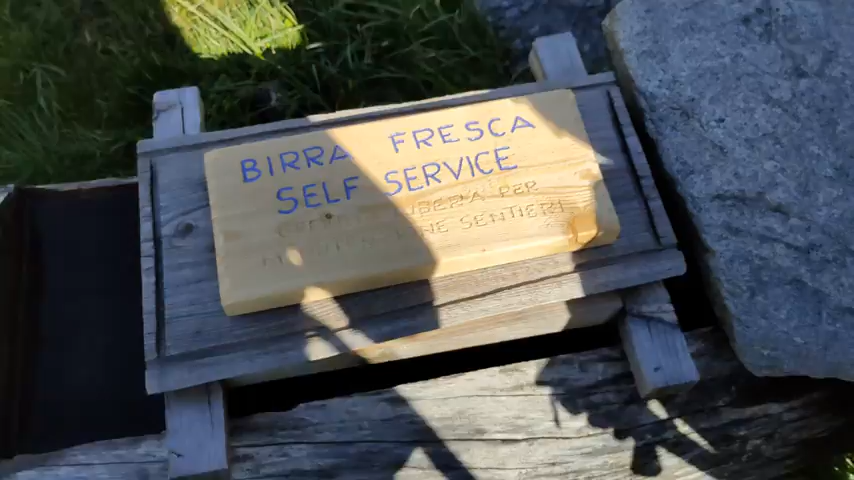 BIRRA FRESCA
SELF SERVICE
LIBERA PER
SENTIERI